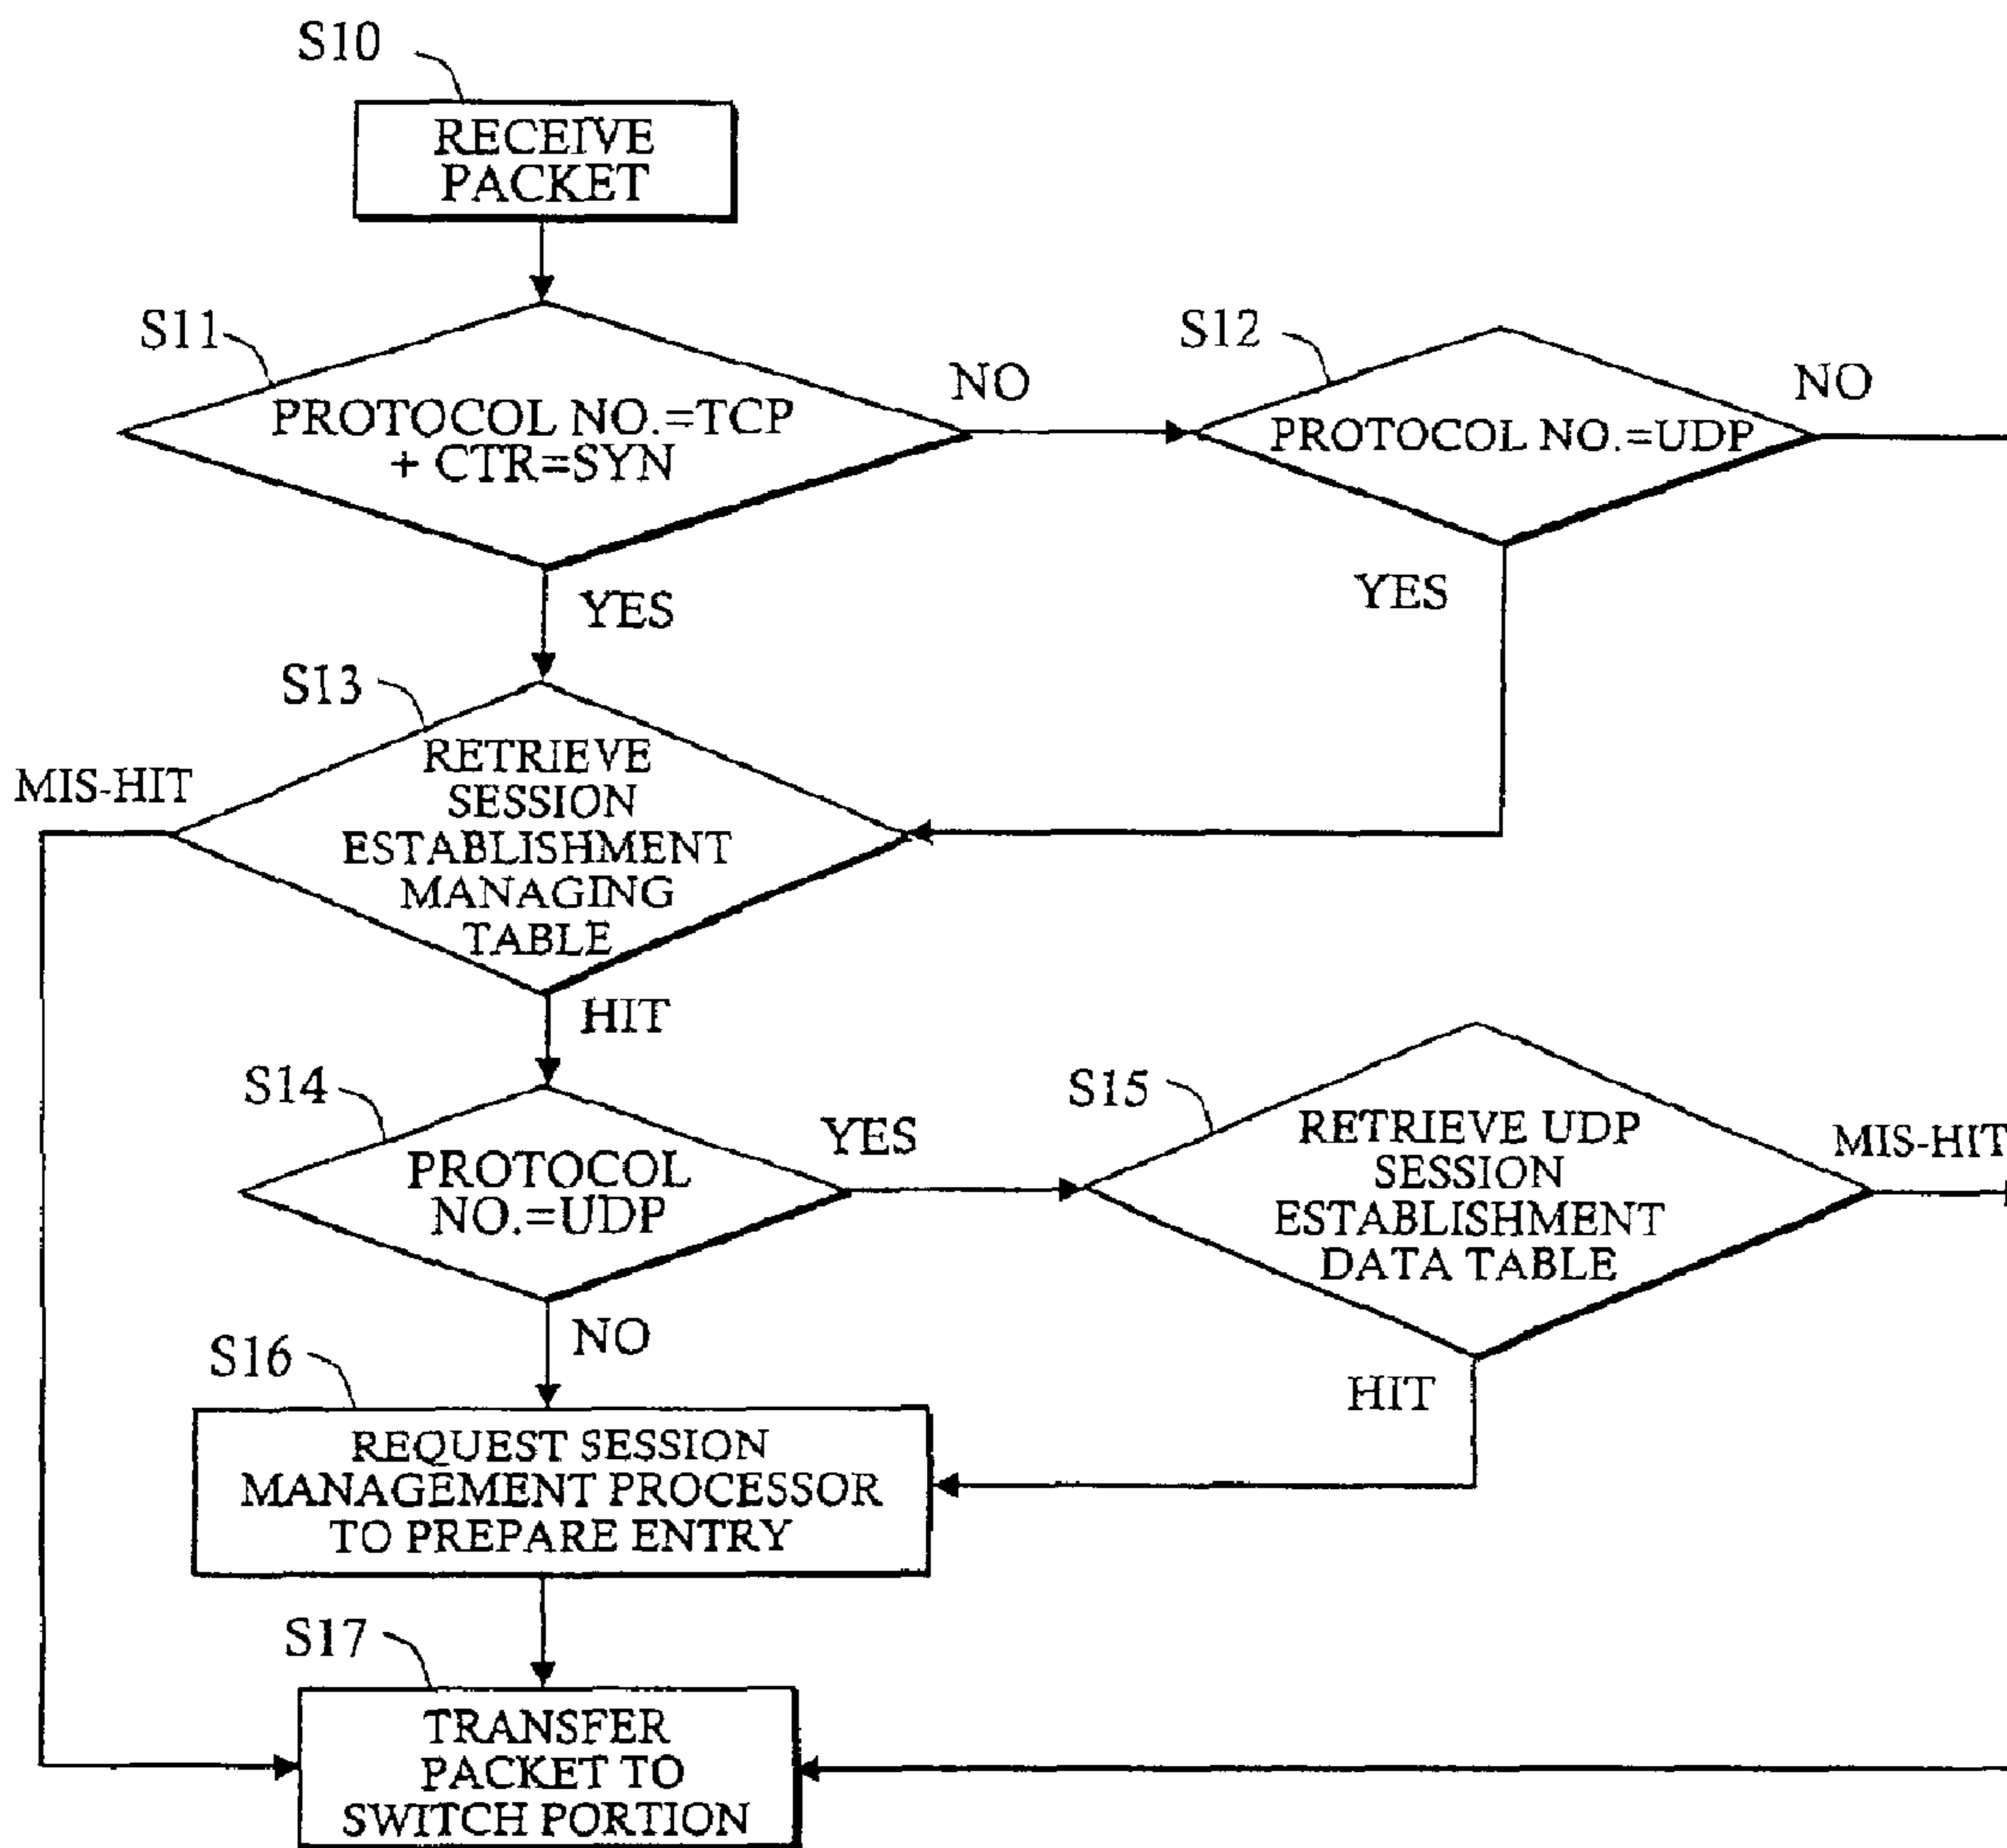 S10
RECEIVE
PACKET
S11
PROTOCOL NO.=TCP
+ CTR=SYN
NO
S12
PROTOCOL NO.=UDP
NO
YES
YES
S13
RETRIEVE
SESSION
ESTABLISHMENT
MANAGING
TABLE
MIS-HIT
HIT
S14
PROTOCOL
NO.=UDP
YES
S15
RETRIEVE UDP
SESSION
ESTABLISHMENT
DATA TABLE
MIS-HIT
NO
HIT
S16
REQUEST SESSION
MANAGEMENT PROCESSOR
TO PREPARE ENTRY
S17
TRANSFER
PACKET TO
SWITCH PORTION